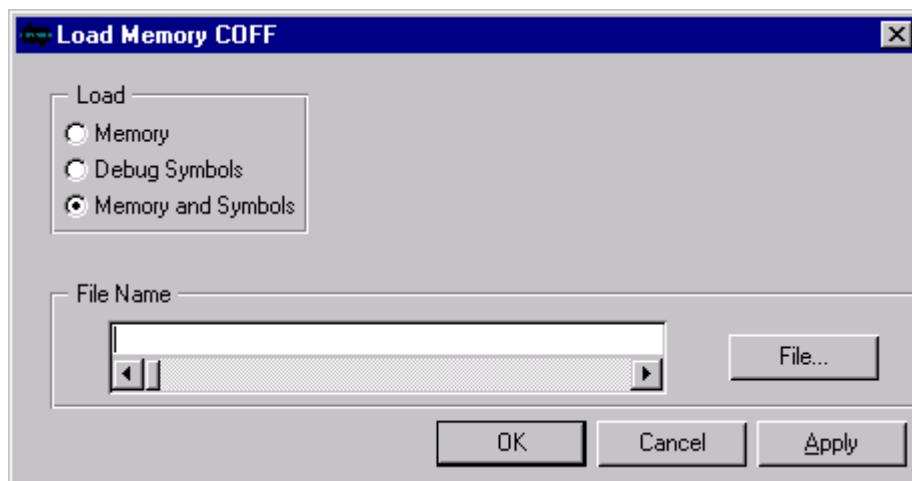 Load Memory COFF
Load
Memory
Debug Symbols
Memory and Symbols
File Name
File...
OK
Cancel
Apply